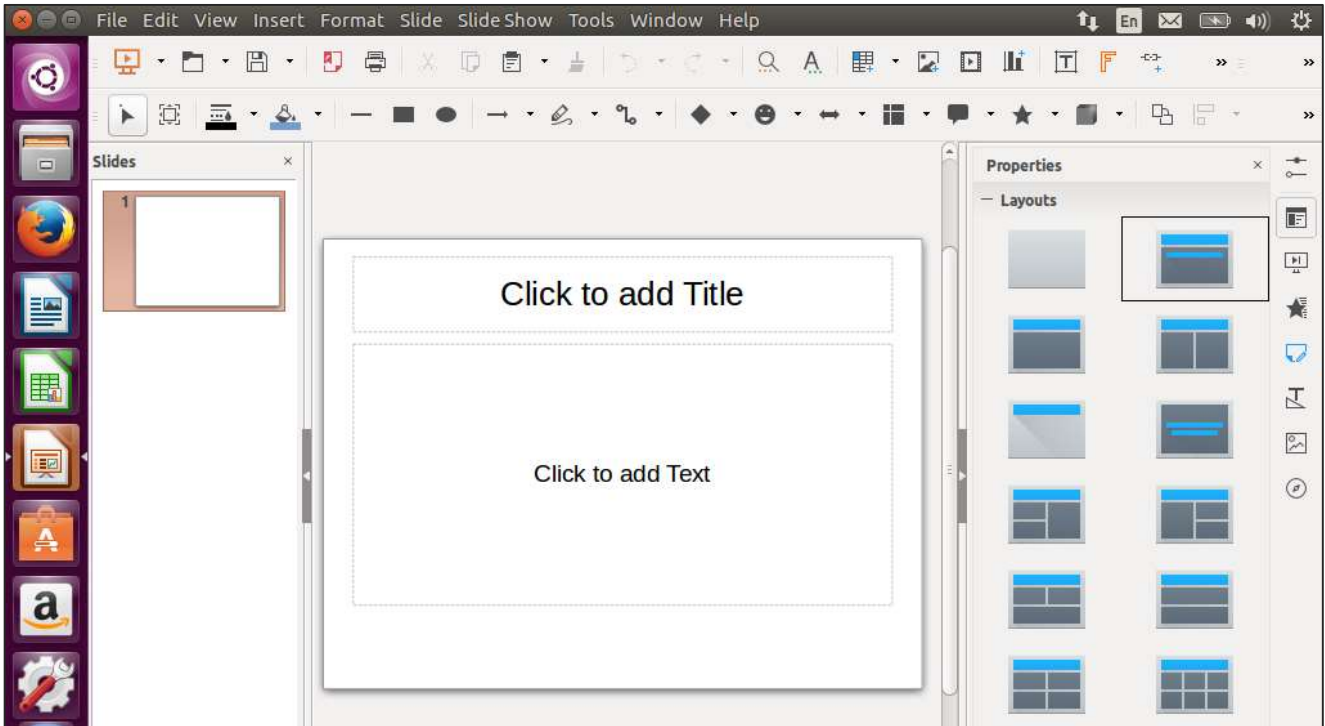 File Edit View Insert Format Slide Slide Show Tools Window Help
En
Slides
1
Click to add Title
Click to add Text
Properties
Layouts